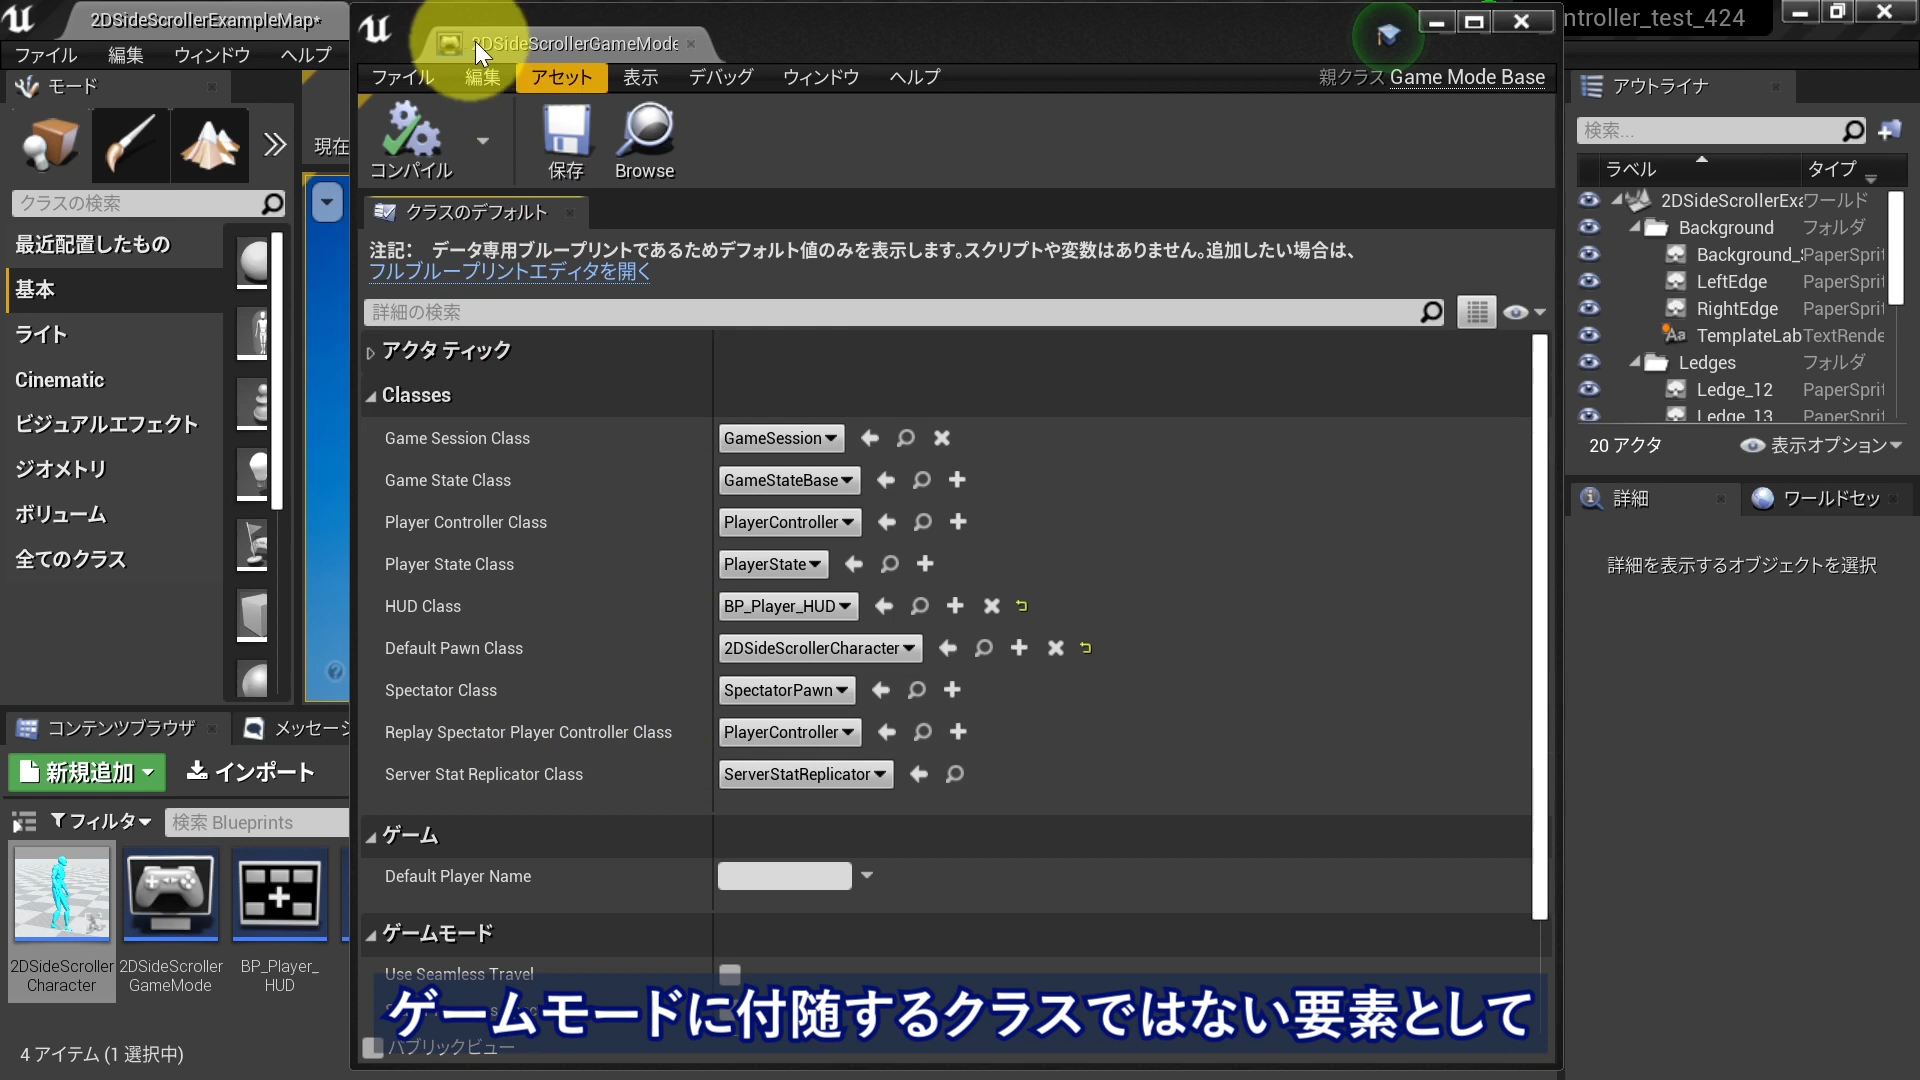 2DSideScrollerExampleMap*
ファイル 編集 ウィンドウ ヘルプ
モード
現在
クラスの検索
最近配置したもの
基本
ライト
Cinematic
ビジュアルエフェクト
ジオメトリ
ボリューム
全てのクラス
コンテンツブラウザ
メッセージ
新規追加
インポート
フィルタ
検索 Blueprints
2DSideScroller
Character
2DSideScroller
GameMode
BP_Player_
HUD
4 アイテム (1 選択中)
2DSideScrollerGameMode
ファイル 編集 アセット 表示 デバッグ ウィンドウ ヘルプ
親クラス Game Mode Base
コンパイル
保存
Browse
クラスのデフォルト
注記: データ専用ブループリントであるためデフォルト値のみを表示します。スクリプトや変数はありません。追加したい場合は、
フルブループリントエディタを開く
詳細の検索
アクタ ティック
Classes
Game Session Class GameSession
Game State Class GameStateBase
Player Controller Class PlayerController
Player State Class PlayerState
HUD Class BP_Player_HUD
Default Pawn Class 2DSideScrollerCharacter
Spectator Class SpectatorPawn
Replay Spectator Player Controller Class PlayerController
Server Stat Replicator Class ServerStatReplicator
ゲーム
Default Player Name
ゲームモード
Use Seamless Travel
ゲームモードに付随するクラスではない要素として
パブリックビュー
ntroller_test_424
アウトライナ
検索...
ラベル タイプ
2DSideScrollerExa ワールド
Background フォルダ
Background_ PaperSprit
LeftEdge PaperSprit
RightEdge PaperSprit
TemplateLab TextRende
Ledges フォルダ
Ledge_12 PaperSprit
Ledge_13 PaperSprit
20 アクタ
表示オプション
詳細
ワールドセッ
詳細を表示するオブジェクトを選択